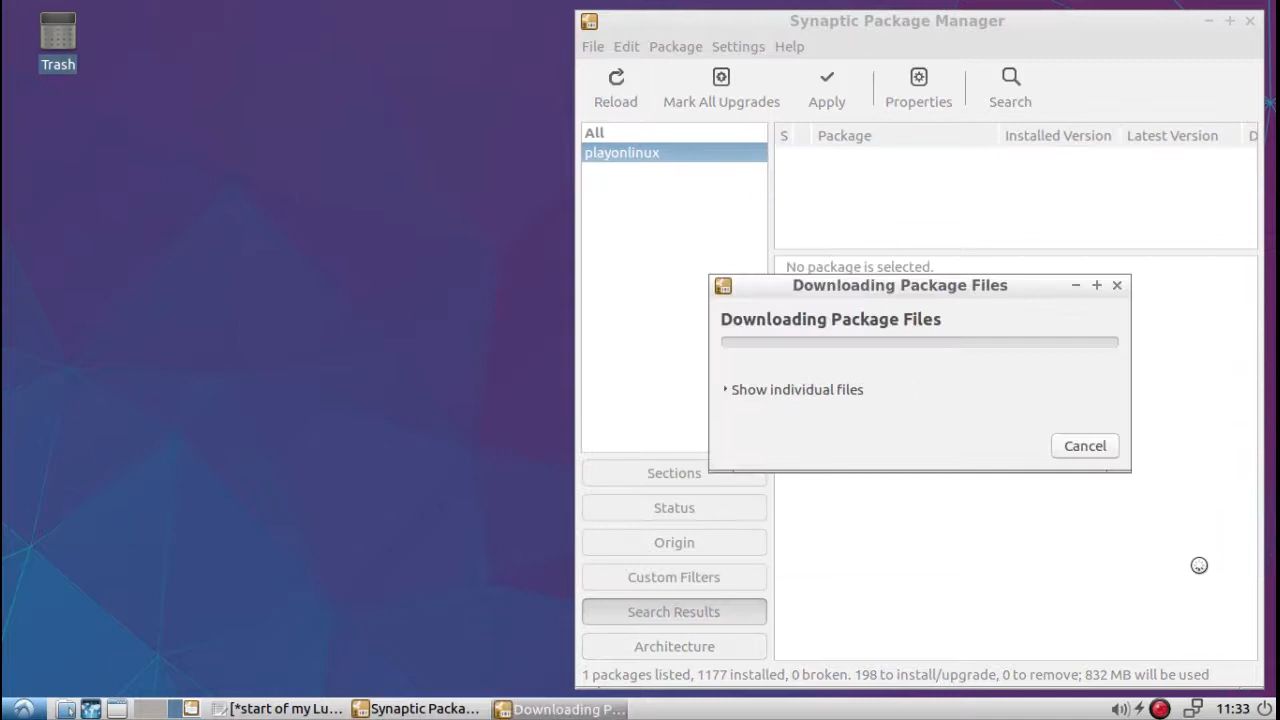 Trash
Synaptic Package Manager
File Edit Package Settings Help
Reload Mark All Upgrades Apply Properties Search
All
playonlinux
S Package Installed Version Latest Version D
No package is selected.
Downloading Package Files
Downloading Package Files
Show individual files
Cancel
Sections
Status
Origin
Custom Filters
Search Results
Architecture
1 packages listed, 1177 installed, 0 broken. 198 to install/upgrade, 0 to remove; 832 MB will be used
[*start of my Lu... Synaptic Packa... Downloading P... 11:33